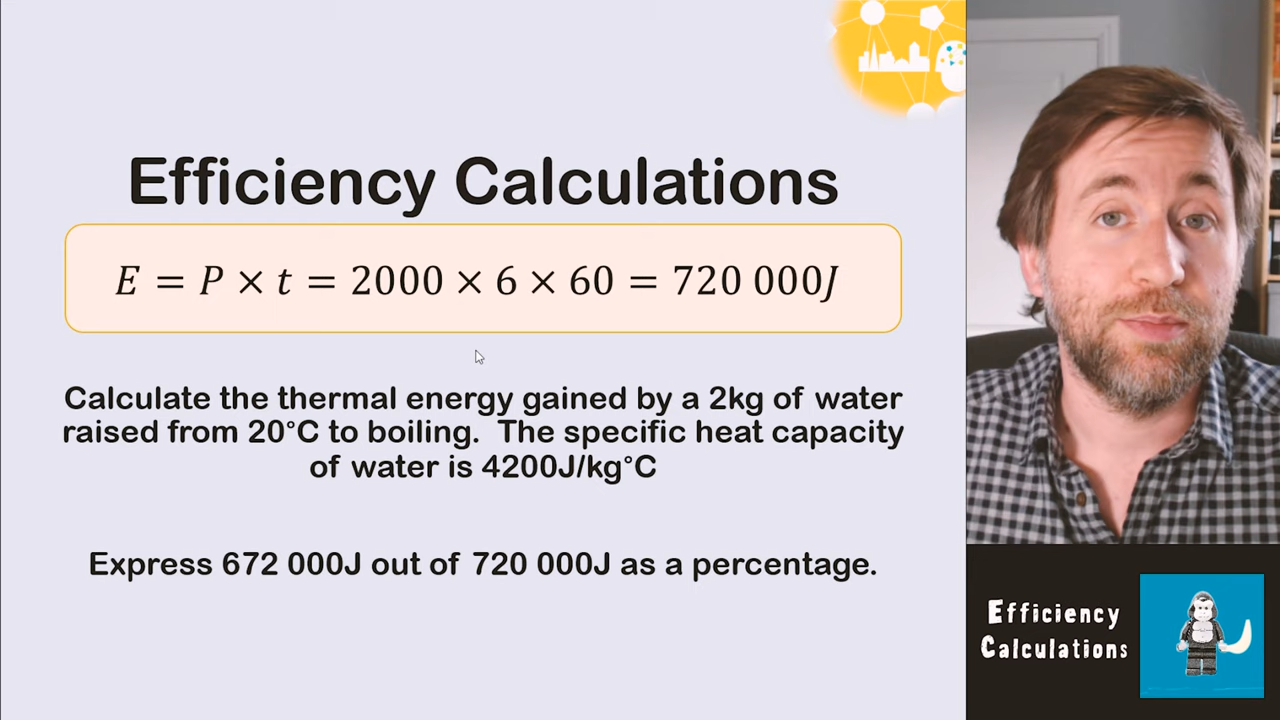 Efficiency Calculations
E = P × t = 2000 × 6 × 60 = 720 000J
Calculate the thermal energy gained by a 2kg of water
raised from 20°C to boiling. The specific heat capacity
of water is 4200J/kg°C
Express 672 000J out of 720 000J as a percentage.
Efficiency
Calculations